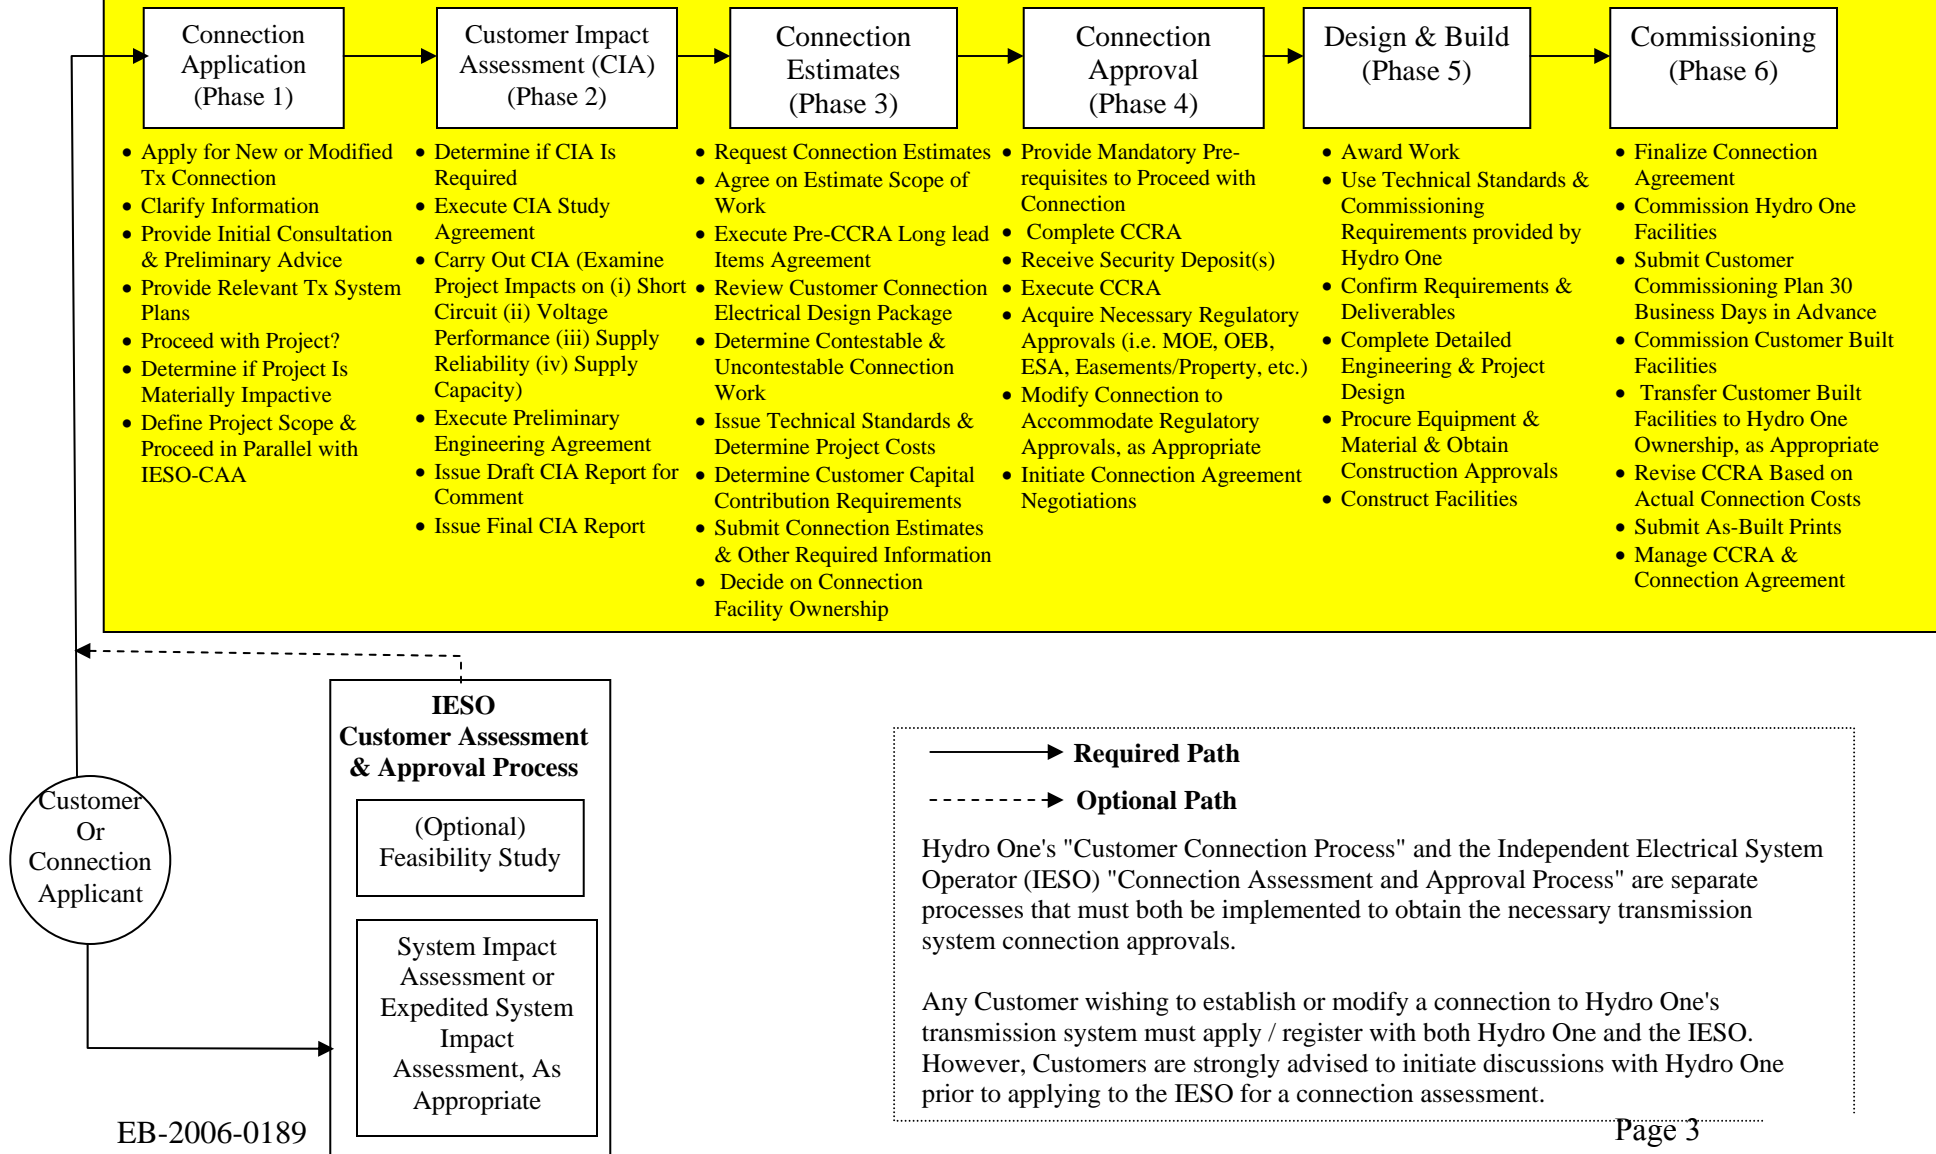 Connection
Application
(Phase 1)
Customer Impact
Assessment (CIA)
(Phase 2)
Connection
Estimates
(Phase 3)
Connection
Approval
(Phase 4)
Design & Build
(Phase 5)
Commissioning
(Phase 6)
• Apply for New or Modified
Tx Connection
• Clarify Information
• Provide Initial Consultation
& Preliminary Advice
• Provide Relevant Tx System
Plans
• Proceed with Project?
• Determine if Project Is
Materially Impactive
• Define Project Scope &
Proceed in Parallel with
IESO-CAA
• Determine if CIA Is
Required
• Execute CIA Study
Agreement
• Carry Out CIA (Examine
Project Impacts on (i) Short
Circuit (ii) Voltage
Performance (iii) Supply
Reliability (iv) Supply
Capacity)
• Execute Preliminary
Engineering Agreement
• Issue Draft CIA Report for
Comment
• Issue Final CIA Report
• Request Connection Estimates
• Agree on Estimate Scope of
Work
• Execute Pre-CCRA Long lead
Items Agreement
• Review Customer Connection
Electrical Design Package
• Determine Contestable &
Uncontestable Connection
Work
• Issue Technical Standards &
Determine Project Costs
• Determine Customer Capital
Contribution Requirements
• Submit Connection Estimates
& Other Required Information
• Decide on Connection
Facility Ownership
• Provide Mandatory Pre-
requisites to Proceed with
Connection
• Complete CCRA
• Receive Security Deposit(s)
• Execute CCRA
• Acquire Necessary Regulatory
Approvals (i.e. MOE, OEB,
ESA, Easements/Property, etc.)
• Modify Connection to
Accommodate Regulatory
Approvals, as Appropriate
• Initiate Connection Agreement
Negotiations
• Award Work
• Use Technical Standards &
Commissioning
Requirements provided by
Hydro One
• Confirm Requirements &
Deliverables
• Complete Detailed
Engineering & Project
Design
• Procure Equipment &
Material & Obtain
Construction Approvals
• Construct Facilities
• Finalize Connection
Agreement
• Commission Hydro One
Facilities
• Submit Customer
Commissioning Plan 30
Business Days in Advance
• Commission Customer Built
Facilities
• Transfer Customer Built
Facilities to Hydro One
Ownership, as Appropriate
• Revise CCRA Based on
Actual Connection Costs
• Submit As-Built Prints
• Manage CCRA &
Connection Agreement
Customer
Or
Connection
Applicant
IESO
Customer Assessment
& Approval Process
(Optional)
Feasibility Study
System Impact
Assessment or
Expedited System
Impact
Assessment, As
Appropriate
Required Path
Optional Path
Hydro One's "Customer Connection Process" and the Independent Electrical System
Operator (IESO) "Connection Assessment and Approval Process" are separate
processes that must both be implemented to obtain the necessary transmission
system connection approvals.
Any Customer wishing to establish or modify a connection to Hydro One's
transmission system must apply / register with both Hydro One and the IESO.
However, Customers are strongly advised to initiate discussions with Hydro One
prior to applying to the IESO for a connection assessment.
EB-2006-0189
Page 3